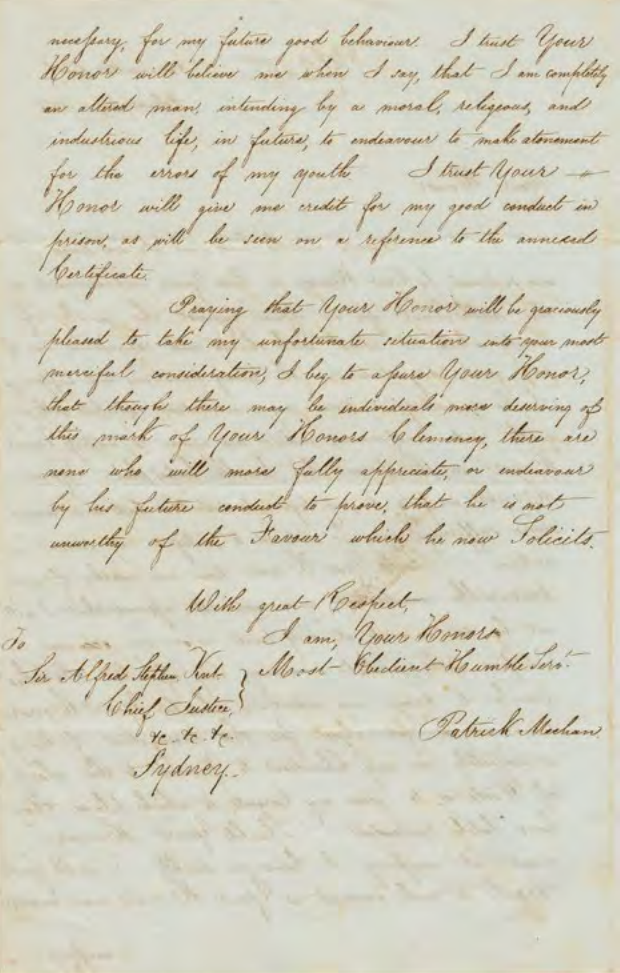 necessary, for my future good behaviour. I trust Your
Honor will believe me when I say, that I am completely
an altered man, intending by a moral, religious, and
industrious life, in future, to endeavour to make atonement
for the errors of my youth I trust Your —
Honor will give me credit for my good conduct in
prison, as will be seen on a reference to the annexed
Certificate.
Praying that Your Honor will be graciously
pleased to take my unfortunate situation into your most
merciful consideration, I beg to assure Your Honor,
that though there may be individuals more deserving of
this mark of Your Honors Clemency, there are
none who will more fully appreciate, or endeavour
by his future conduct to prove, that he is not
unworthy of the Favour which he now Solicits.
With great Respect,
I am, Your Honors
Most Obedient Humble Servt.
Patrick Meehan.
To
Sir Alfred Stephen, Knt.
Chief Justice,
&c. &c. &c.
Sydney.